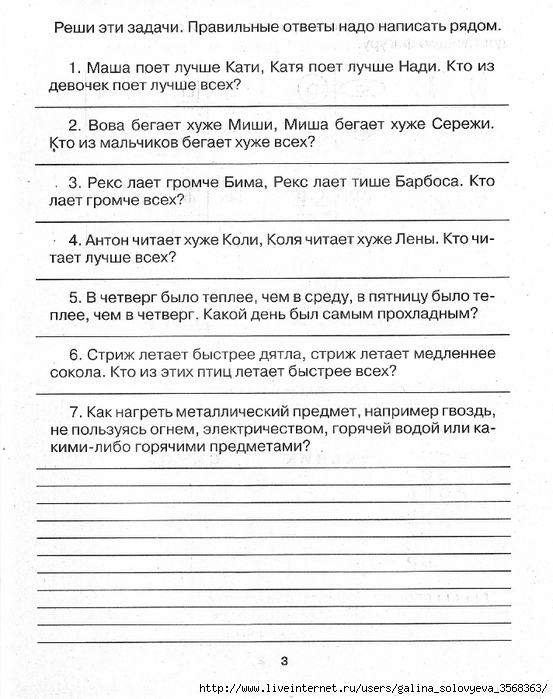 Реши эти задачи. Правильные ответы надо написать рядом.
1. Маша поет лучше Кати, Катя поет лучше Нади. Кто из
девочек поет лучше всех?
2. Вова бегает хуже Миши, Миша бегает хуже Сережи.
Кто из мальчиков бегает хуже всех?
3. Рекс лает громче Бима, Рекс лает тише Барбоса. Кто
лает громче всех?
4. Антон читает хуже Коли, Коля читает хуже Лены. Кто чи-
тает лучше всех?
5. В четверг было теплее, чем в среду, в пятницу было те-
плее, чем в четверг. Какой день был самым прохладным?
6. Стриж летает быстрее дятла, стриж летает медленнее
сокола. Кто из этих птиц летает быстрее всех?
7. Как нагреть металлический предмет, например гвоздь,
не пользуясь огнем, электричеством, горячей водой или ка-
кими-либо горячими предметами?
3
http://www.liveinternet.ru/users/galina_solovyeva_3568363/